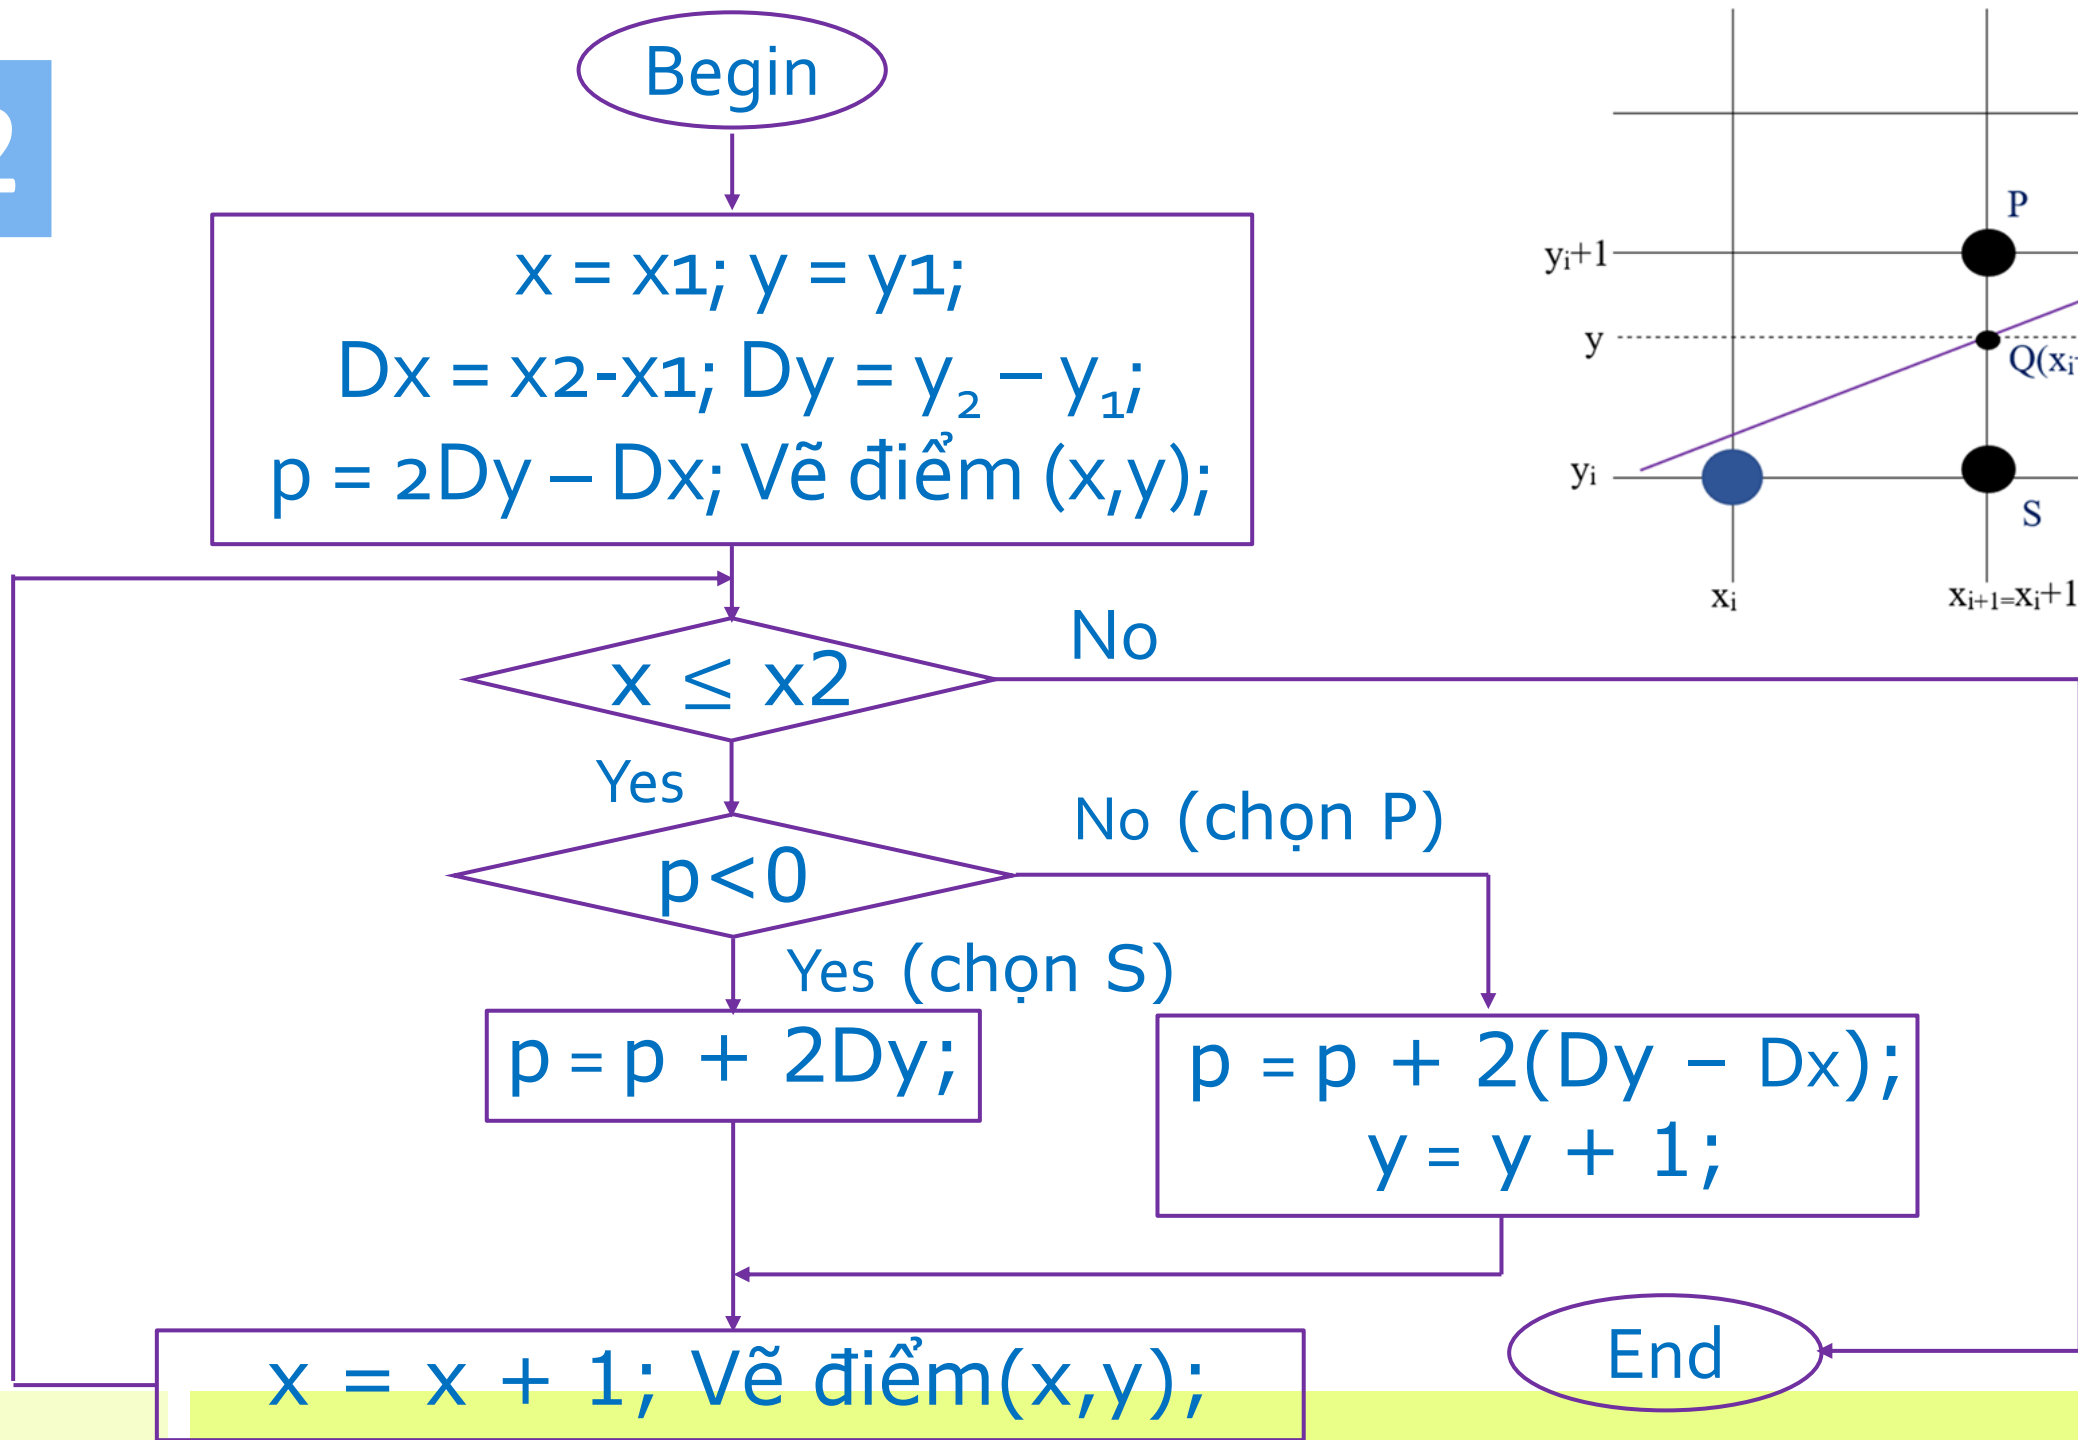 2
Begin
x = x1; y = y1;
Dx = x2-x1; Dy = y₂ – y₁;
p = 2Dy – Dx; Vẽ điểm (x,y);
x ≤ x2
No
Yes
p<0
No (chọn P)
Yes (chọn S)
p = p + 2Dy;
p = p + 2(Dy – Dx);
y = y + 1;
x = x + 1; Vẽ điểm(x,y);
End
P
yᵢ+1
y
Q(xᵢ
yᵢ
S
xᵢ
xᵢ₊₁=xᵢ+1